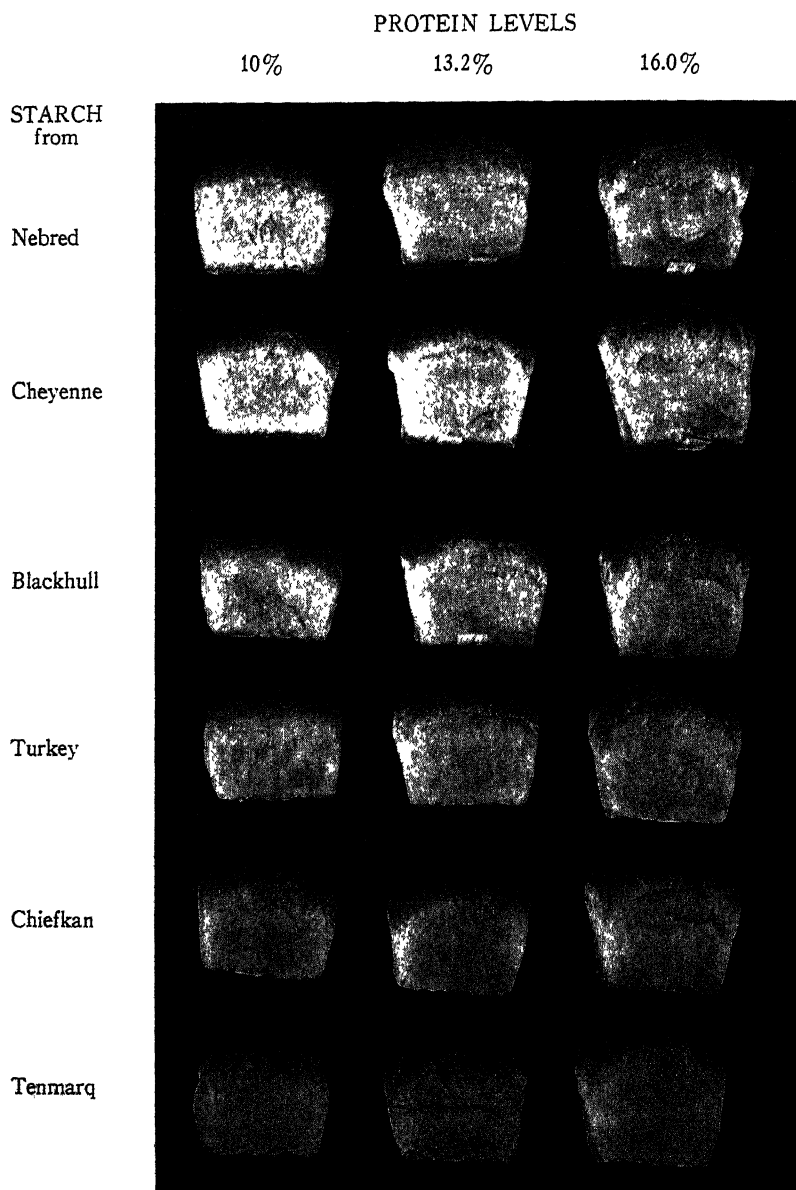 PROTEIN LEVELS
10% 13.2% 16.0%
STARCH
from
Nebred
Cheyenne
Blackhull
Turkey
Chiefkan
Tenmarq